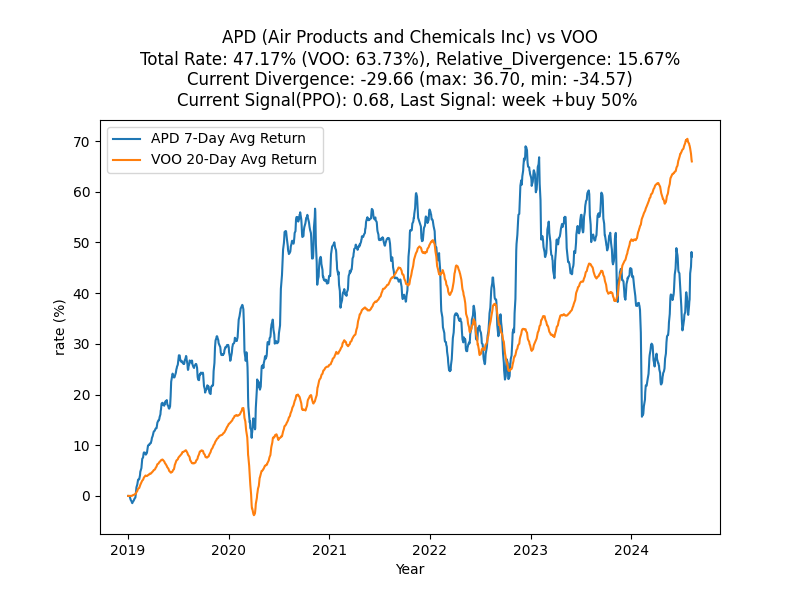 APD (Air Products and Chemicals Inc) vs VOO
Total Rate: 47.17% (VOO: 63.73%), Relative_Divergence: 15.67%
Current Divergence: -29.66 (max: 36.70, min: -34.57)
Current Signal(PPO): 0.68, Last Signal: week +buy 50%
APD 7-Day Avg Return
VOO 20-Day Avg Return
70
60
50
40
30
20
10
0
rate (%)
2019 2020 2021 2022 2023 2024
Year